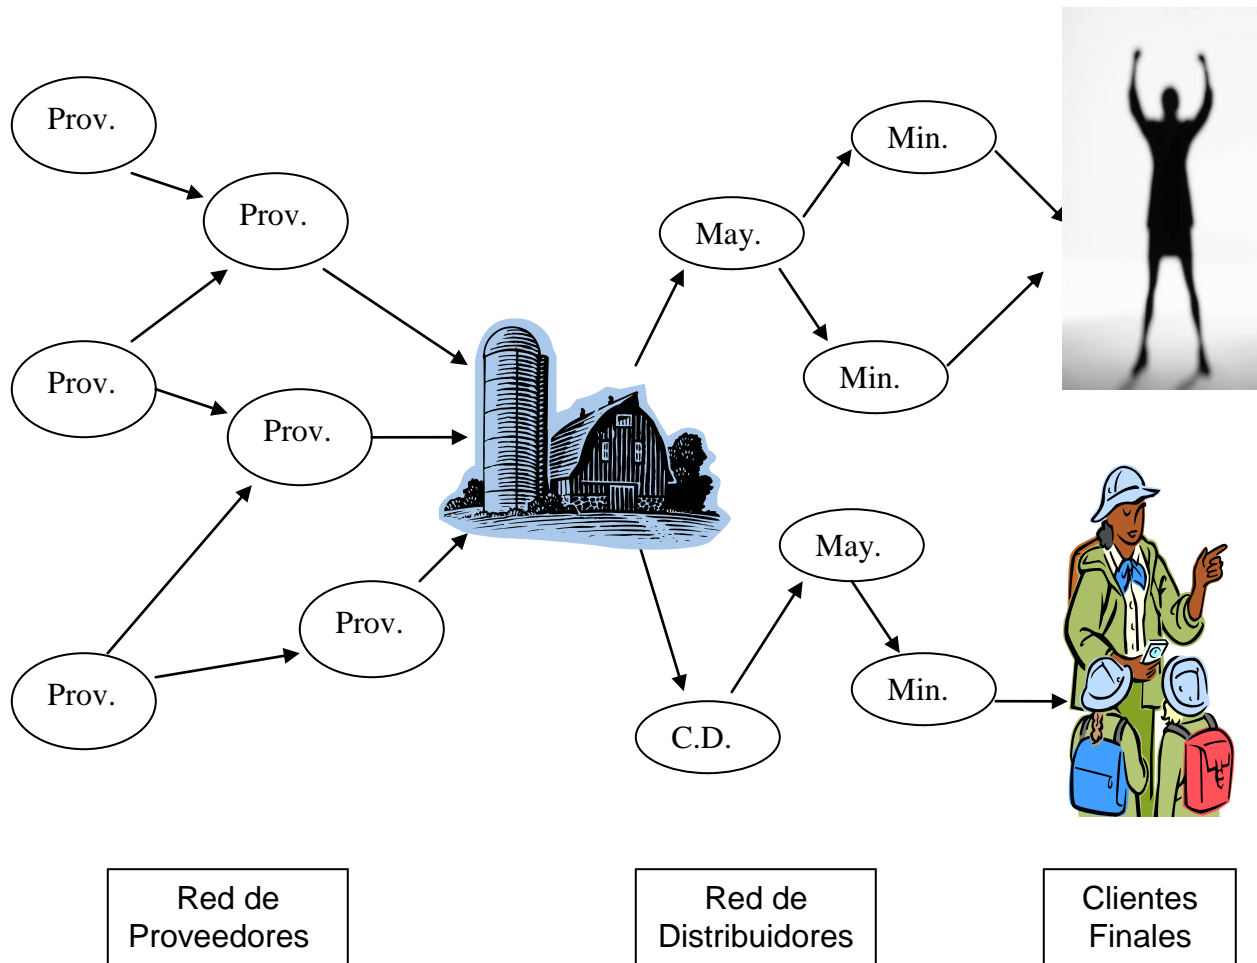 Prov.
Prov.
Prov.
Prov.
Prov.
Prov.
May.
Min.
Min.
May.
Min.
C.D.
Red de
Proveedores
Red de
Distribuidores
Clientes
Finales